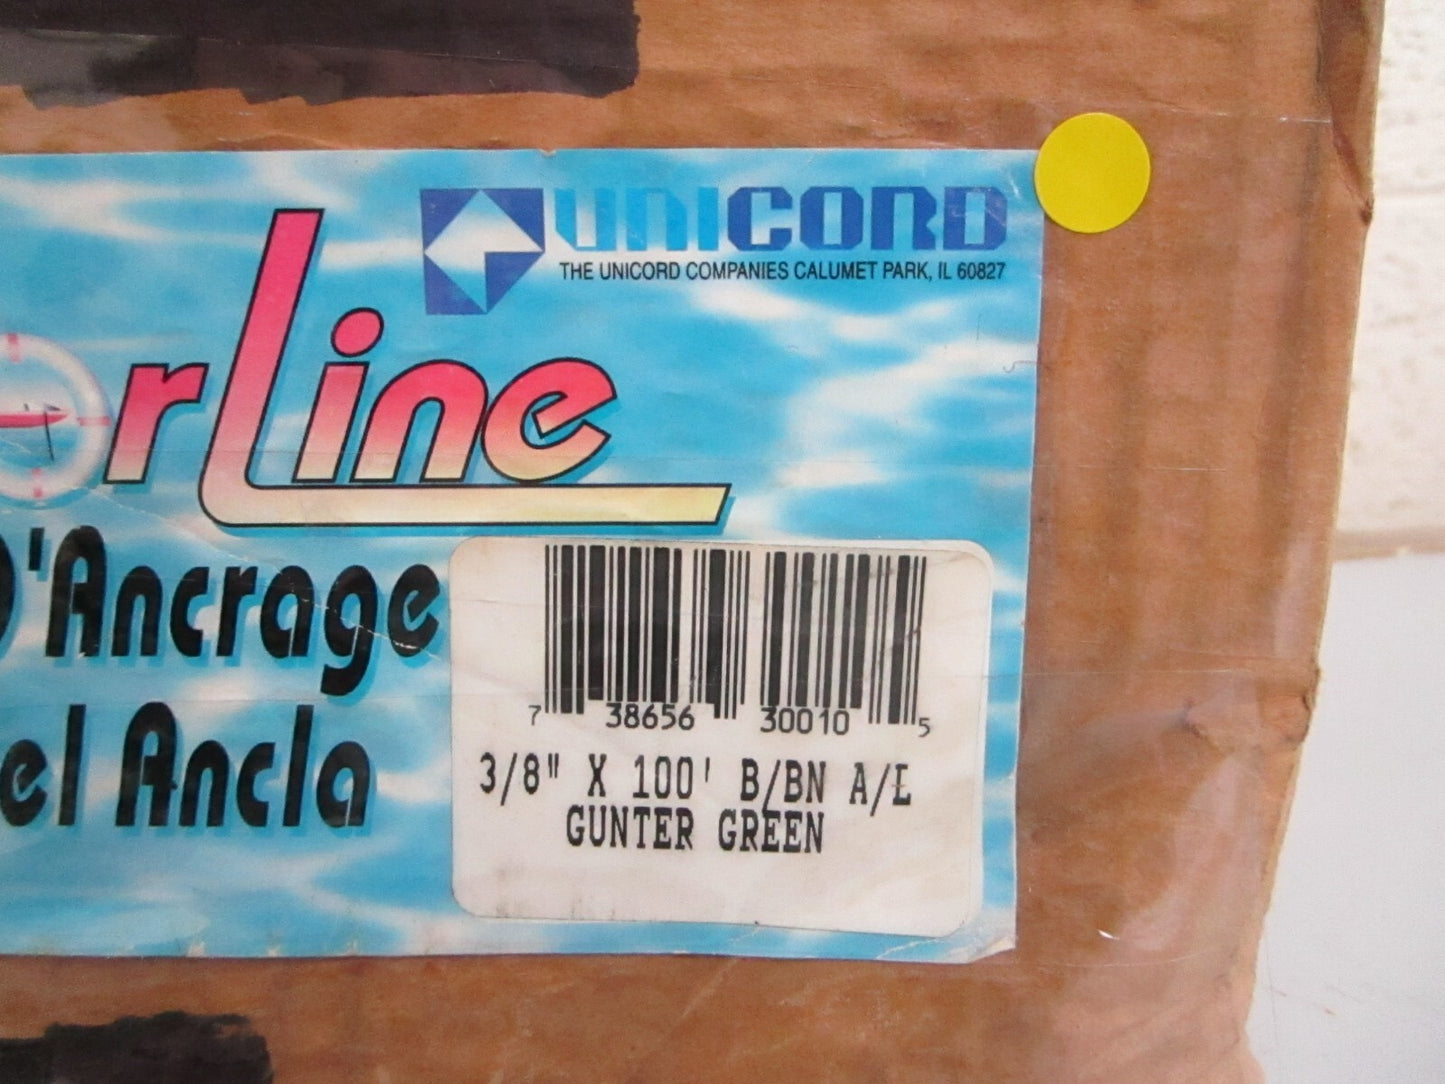 UNICORD
THE UNICORD COMPANIES CALUMET PARK, IL 60827
orLine
D'Ancrage
el Ancla
7 38656 30010 5
3/8" X 100' B/BN A/L
GUNTER GREEN